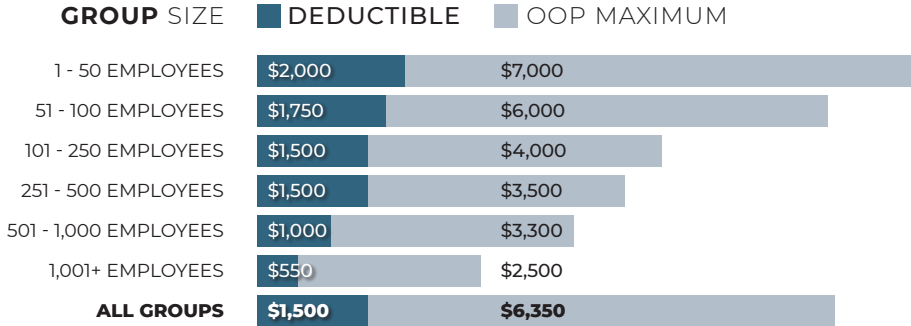 GROUP SIZE DEDUCTIBLE OOP MAXIMUM
1 - 50 EMPLOYEES $2,000 $7,000
51 - 100 EMPLOYEES $1,750 $6,000
101 - 250 EMPLOYEES $1,500 $4,000
251 - 500 EMPLOYEES $1,500 $3,500
501 - 1,000 EMPLOYEES $1,000 $3,300
1,001+ EMPLOYEES $550 $2,500
ALL GROUPS $1,500 $6,350